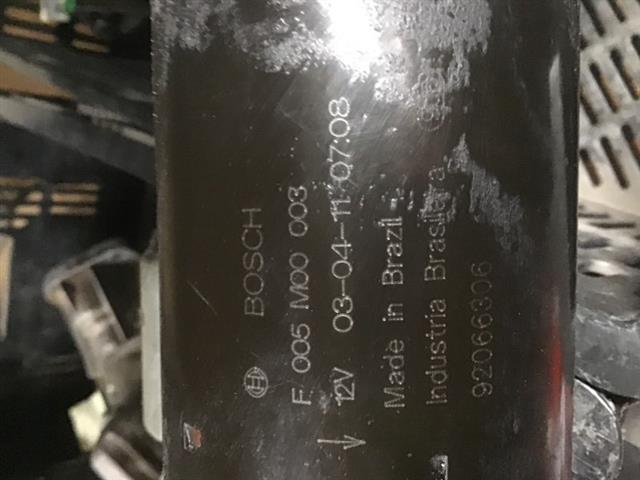 BOSCH
F 005 M00 003
12V 03-04-11 07:08
Made in Brazil
Industria Brasileira
92066306